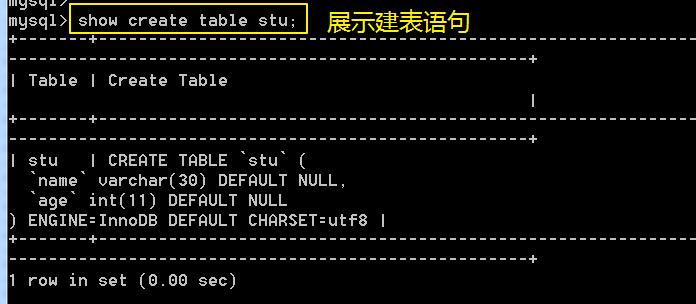 mysql>
mysql> show create table stu; 展示建表语句
+-------+---------------------------------------------------------------------
------------------------------------------------------+
| Table | Create Table
|
+-------+---------------------------------------------------------------------
------------------------------------------------------+
| stu | CREATE TABLE `stu` (
`name` varchar(30) DEFAULT NULL,
`age` int(11) DEFAULT NULL
) ENGINE=InnoDB DEFAULT CHARSET=utf8 |
+-------+---------------------------------------------------------------------
------------------------------------------------------+
1 row in set (0.00 sec)